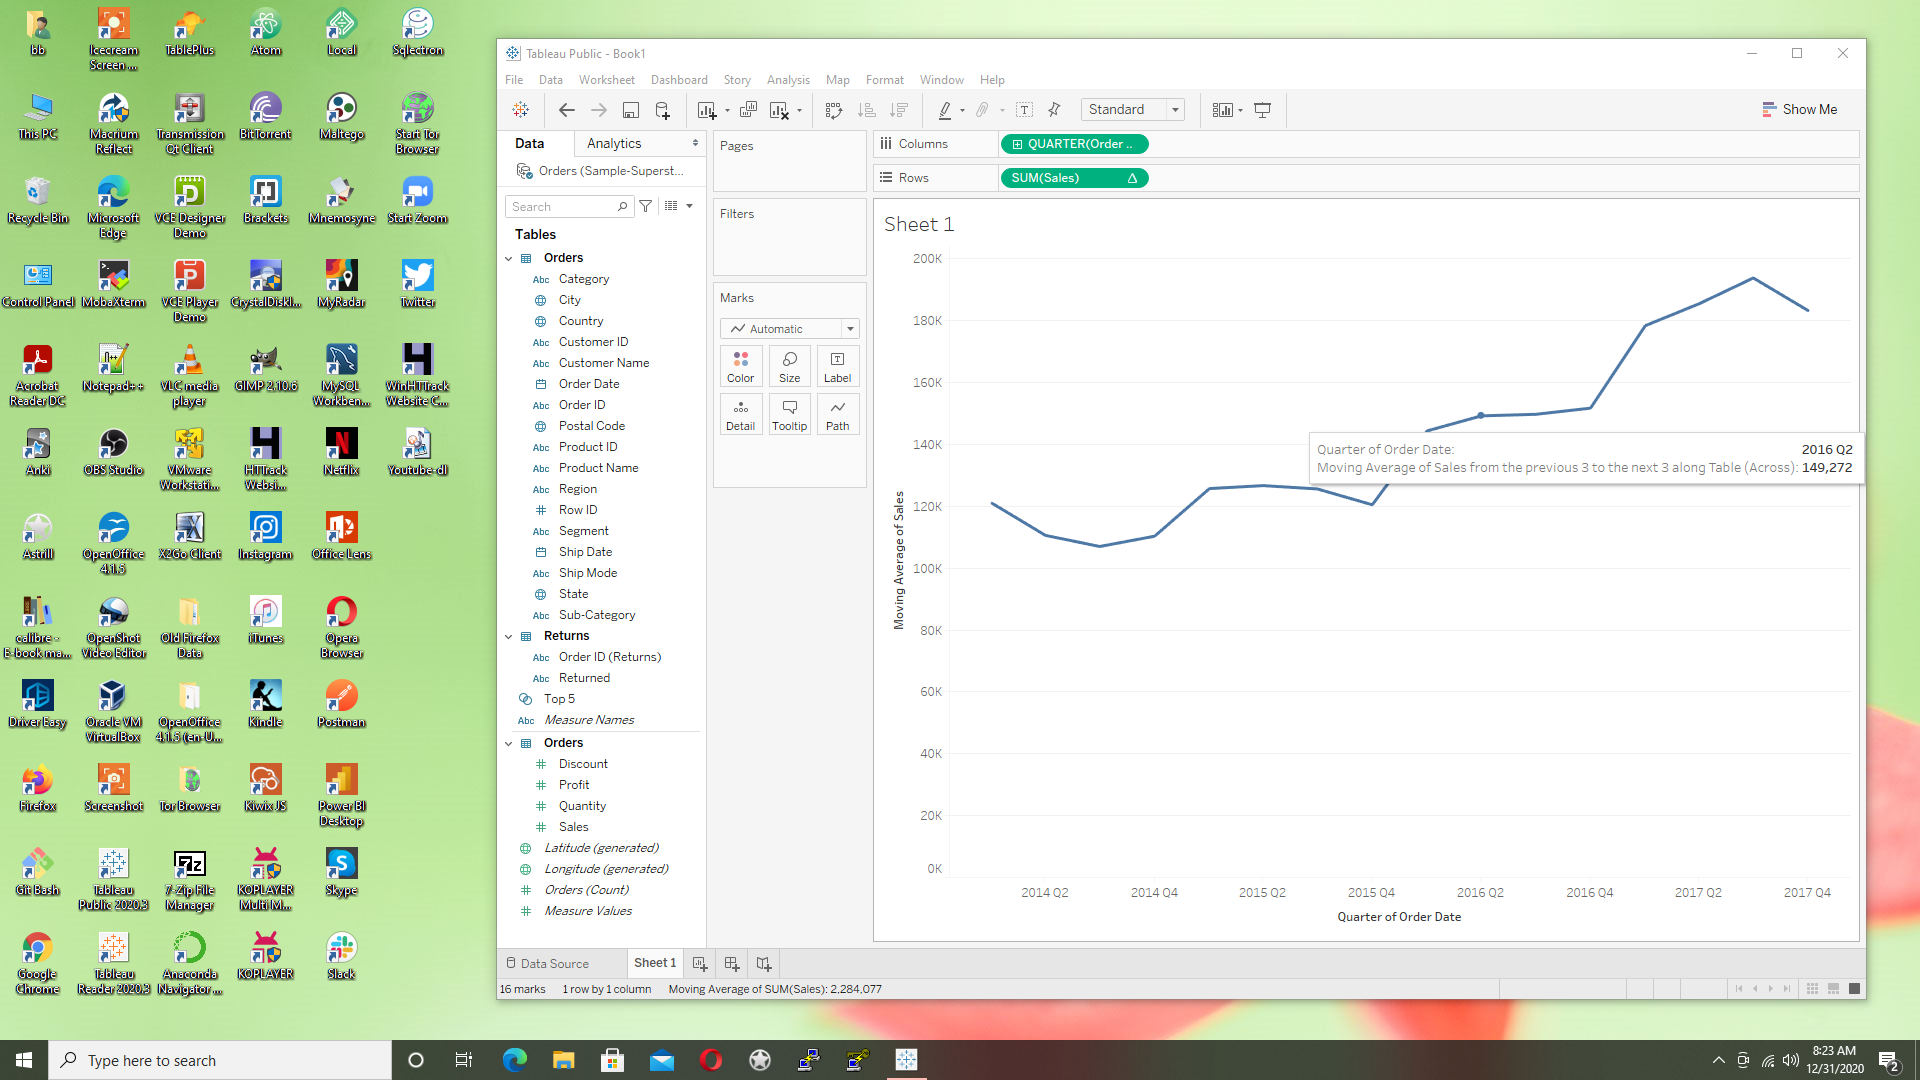 bb
Icecream
Screen ...
TablePlus
Atom
Local
Sqlectron
This PC
Macrium
Reflect
Transmission
Qt Client
BitTorrent
Maltego
Start Tor
Browser
Recycle Bin
Microsoft
Edge
VCE Designer
Demo
Brackets
Mnemosyne
Start Zoom
Control Panel
MobaXterm
VCE Player
Demo
CrystalDiskI...
MyRadar
Twitter
Acrobat
Reader DC
Notepad++
VLC media
player
GIMP 2.10.6
MySQL
Workben...
WinHTTrack
Website C...
Anki
OBS Studio
VMware
Workstati...
HTTrack
Websi...
Netflix
Youtube-dl
Astrill
OpenOffice
4.1.5
X2Go Client
Instagram
Office Lens
calibre -
E-book ma...
OpenShot
Video Editor
Old Firefox
Data
iTunes
Opera
Browser
Driver Easy
Oracle VM
VirtualBox
OpenOffice
4.1.5 (en-U...
Kindle
Postman
Firefox
Screenshot
Tor Browser
Kiwix JS
Power BI
Desktop
Git Bash
Tableau
Public 2020.3
7-Zip File
Manager
KOPLAYER
Multi M...
Skype
Google
Chrome
Tableau
Reader 2020.3
Anaconda
Navigator ...
KOPLAYER
Slack
Tableau Public - Book1
File Data Worksheet Dashboard Story Analysis Map Format Window Help
Standard
Show Me
Data Analytics
Orders (Sample-Superst...
Search
Tables
Orders
Abc Category
City
Country
Abc Customer ID
Abc Customer Name
Order Date
Abc Order ID
Postal Code
Abc Product ID
Abc Product Name
Abc Region
# Row ID
Abc Segment
Ship Date
Abc Ship Mode
State
Abc Sub-Category
Returns
Abc Order ID (Returns)
Abc Returned
Top 5
Abc Measure Names
Orders
# Discount
# Profit
# Quantity
# Sales
Latitude (generated)
Longitude (generated)
# Orders (Count)
# Measure Values
Pages
Filters
Marks
Automatic
Color Size Label
Detail Tooltip Path
Columns QUARTER(Order ..
Rows SUM(Sales)
Sheet 1
200K
180K
160K
140K
120K
100K
80K
60K
40K
20K
0K
Moving Average of Sales
Quarter of Order Date: 2016 Q2
Moving Average of Sales from the previous 3 to the next 3 along Table (Across): 149,272
2014 Q2 2014 Q4 2015 Q2 2015 Q4 2016 Q2 2016 Q4 2017 Q2 2017 Q4
Quarter of Order Date
Data Source Sheet 1
16 marks 1 row by 1 column Moving Average of SUM(Sales): 2,284,077
Type here to search
8:23 AM
12/31/2020
2